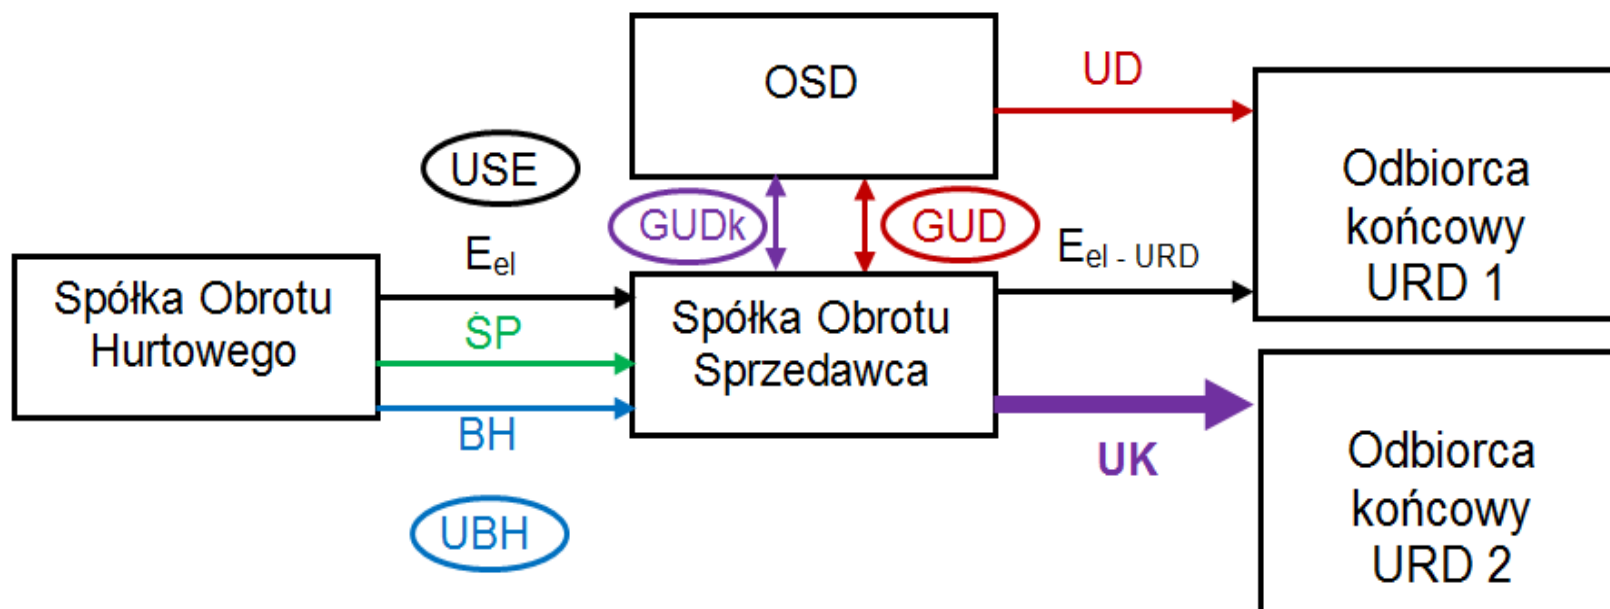 OSD
UD
USE
GUDk
GUD
Odbiorca
końcowy
URD 1
Eel
Eel - URD
Spółka Obrotu
Hurtowego
ŚP
Spółka Obrotu
Sprzedawca
BH
UK
UBH
Odbiorca
końcowy
URD 2